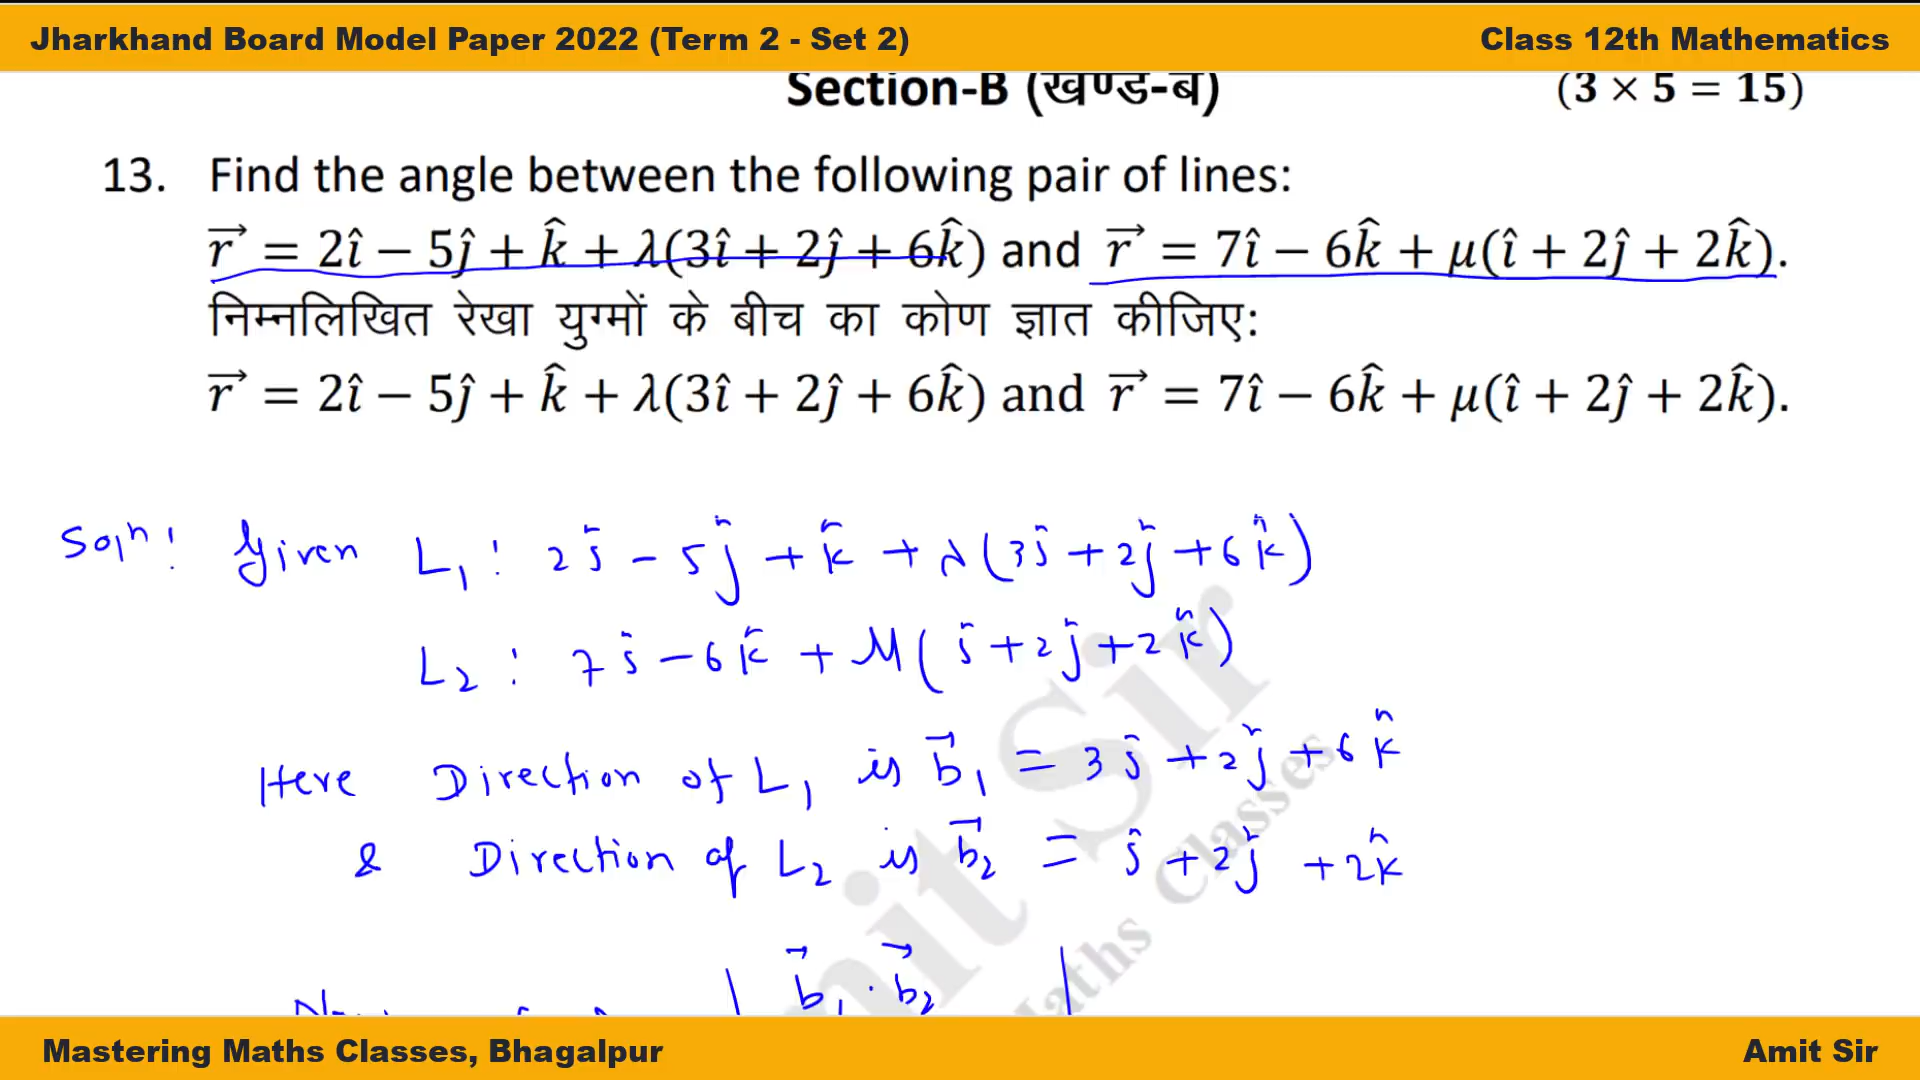 Jharkhand Board Model Paper 2022 (Term 2 - Set 2)
Class 12th Mathematics
Section-B (खण्ड-ब)
(3 × 5 = 15)
13. Find the angle between the following pair of lines:
r⃗ = 2î − 5ĵ + k̂ + λ(3î + 2ĵ + 6k̂) and r⃗ = 7î − 6k̂ + μ(î + 2ĵ + 2k̂).
निम्नलिखित रेखा युग्मों के बीच का कोण ज्ञात कीजिए:
r⃗ = 2î − 5ĵ + k̂ + λ(3î + 2ĵ + 6k̂) and r⃗ = 7î − 6k̂ + μ(î + 2ĵ + 2k̂).
Solⁿ: Given L₁ : 2î − 5ĵ + k̂ + λ(3î + 2ĵ + 6k̂)
L₂ : 7î − 6k̂ + μ(î + 2ĵ + 2k̂)
Here Direction of L₁ is b⃗₁ = 3î + 2ĵ + 6k̂
& Direction of L₂ is b⃗₂ = î + 2ĵ + 2k̂
| b⃗₁ · b⃗₂ |
Mastering Maths Classes, Bhagalpur
Amit Sir